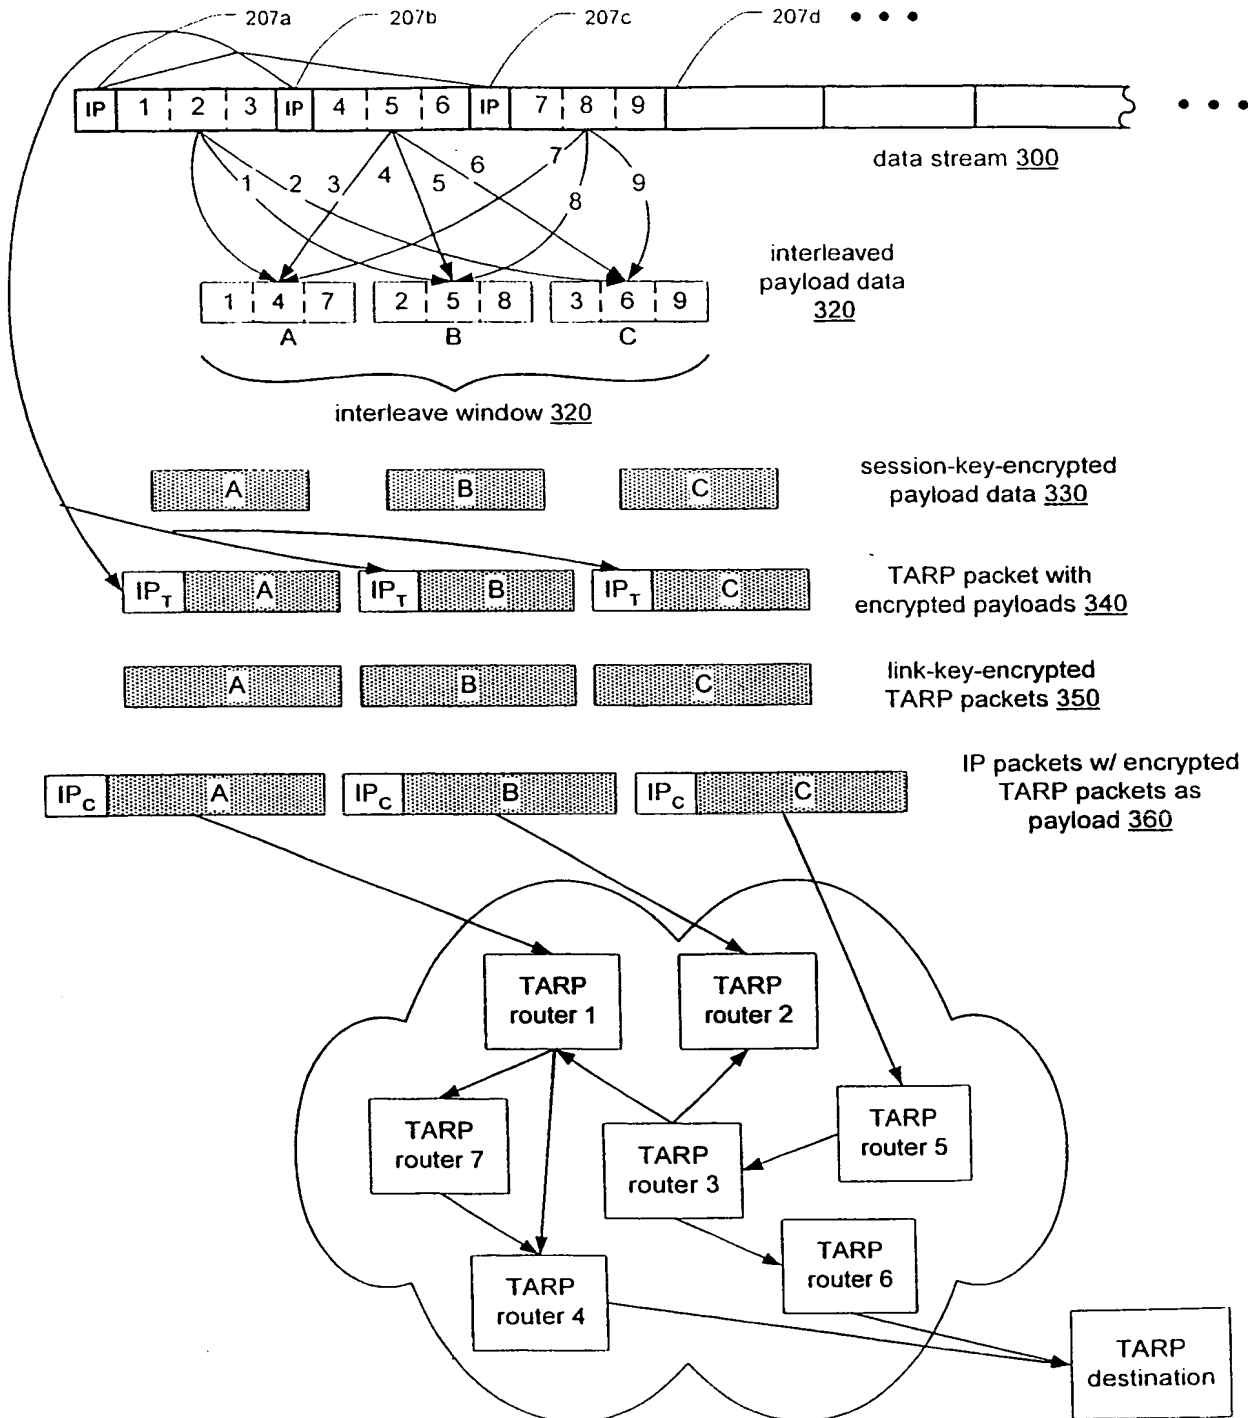 207a 207b 207c 207d • • •
IP 1 2 3 IP 4 5 6 IP 7 8 9 • • •
data stream 300
1 2 3 4 5 6 7 8 9
interleaved
payload data
320
1 4 7 2 5 8 3 6 9
A B C
interleave window 320
session-key-encrypted
payload data 330
A B C
TARP packet with
encrypted payloads 340
IPT A IPT B IPT C
link-key-encrypted
TARP packets 350
A B C
IP packets w/ encrypted
TARP packets as
payload 360
IPC A IPC B IPC C
TARP
router 1
TARP
router 2
TARP
router 5
TARP
router 7
TARP
router 3
TARP
router 6
TARP
router 4
TARP
destination